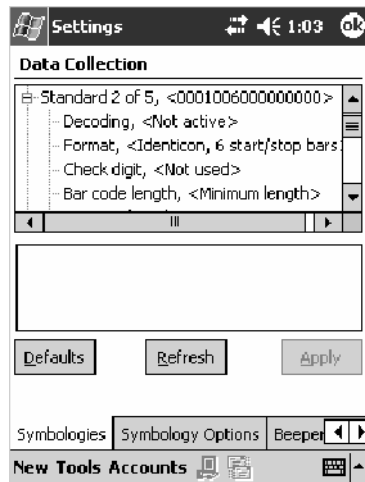 Settings 1:03 ok
Data Collection
Standard 2 of 5, <0001006000000000>
Decoding, <Not active>
Format, <Identicon, 6 start/stop bars
Check digit, <Not used>
Bar code length, <Minimum length>
Defaults Refresh Apply
Symbologies Symbology Options Beeper
New Tools Accounts